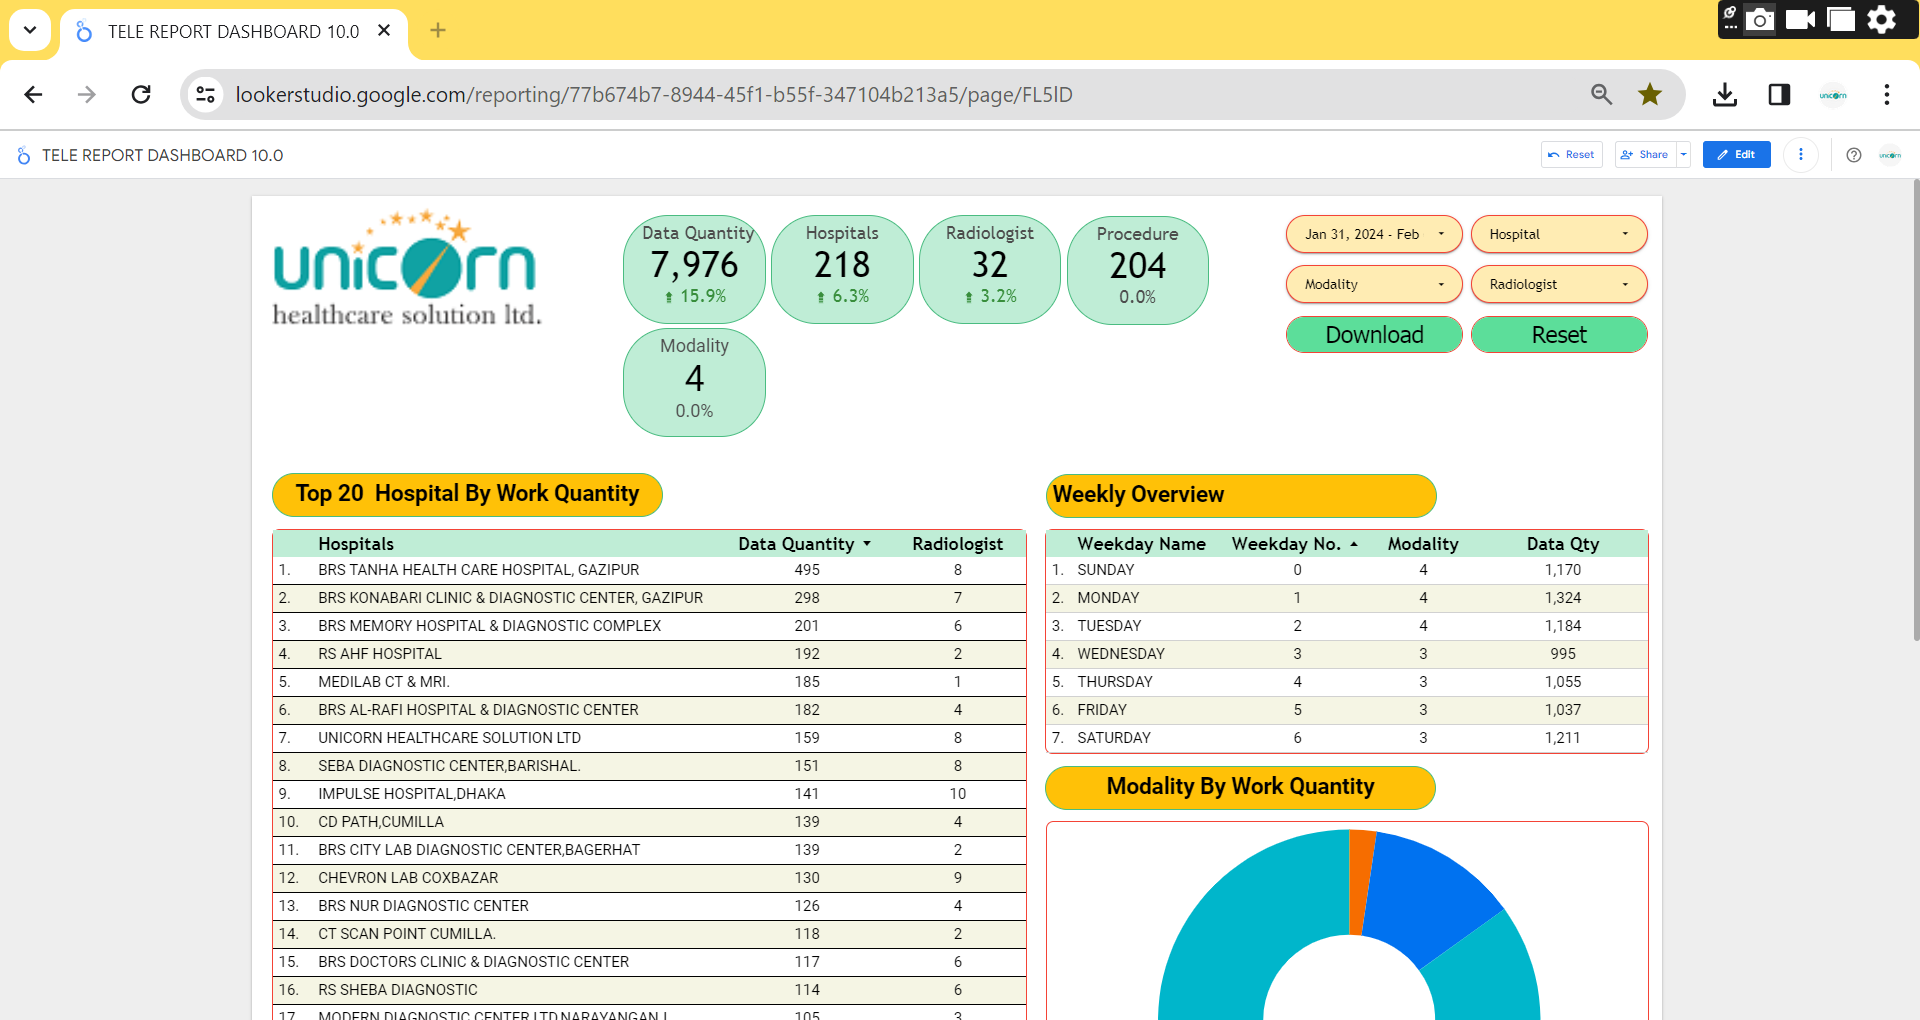 TELE REPORT DASHBOARD 10.0
lookerstudio.google.com/reporting/77b674b7-8944-45f1-b55f-347104b213a5/page/FL5lD
unicorn
TELE REPORT DASHBOARD 10.0
Reset
Share
Edit
unicorn
unicorn
healthcare solution ltd.
Data Quantity
7,976
15.9%
Hospitals
218
6.3%
Radiologist
32
3.2%
Procedure
204
0.0%
Modality
4
0.0%
Jan 31, 2024 - Feb
Hospital
Modality
Radiologist
Download
Reset
Top 20 Hospital By Work Quantity
Hospitals Data Quantity Radiologist
1. BRS TANHA HEALTH CARE HOSPITAL, GAZIPUR 495 8
2. BRS KONABARI CLINIC & DIAGNOSTIC CENTER, GAZIPUR 298 7
3. BRS MEMORY HOSPITAL & DIAGNOSTIC COMPLEX 201 6
4. RS AHF HOSPITAL 192 2
5. MEDILAB CT & MRI. 185 1
6. BRS AL-RAFI HOSPITAL & DIAGNOSTIC CENTER 182 4
7. UNICORN HEALTHCARE SOLUTION LTD 159 8
8. SEBA DIAGNOSTIC CENTER,BARISHAL. 151 8
9. IMPULSE HOSPITAL,DHAKA 141 10
10. CD PATH,CUMILLA 139 4
11. BRS CITY LAB DIAGNOSTIC CENTER,BAGERHAT 139 2
12. CHEVRON LAB COXBAZAR 130 9
13. BRS NUR DIAGNOSTIC CENTER 126 4
14. CT SCAN POINT CUMILLA. 118 2
15. BRS DOCTORS CLINIC & DIAGNOSTIC CENTER 117 6
16. RS SHEBA DIAGNOSTIC 114 6
17. MODERN DIAGNOSTIC CENTER LTD,NARAYANGANJ 105 3
Weekly Overview
Weekday Name Weekday No. Modality Data Qty
1. SUNDAY 0 4 1,170
2. MONDAY 1 4 1,324
3. TUESDAY 2 4 1,184
4. WEDNESDAY 3 3 995
5. THURSDAY 4 3 1,055
6. FRIDAY 5 3 1,037
7. SATURDAY 6 3 1,211
Modality By Work Quantity